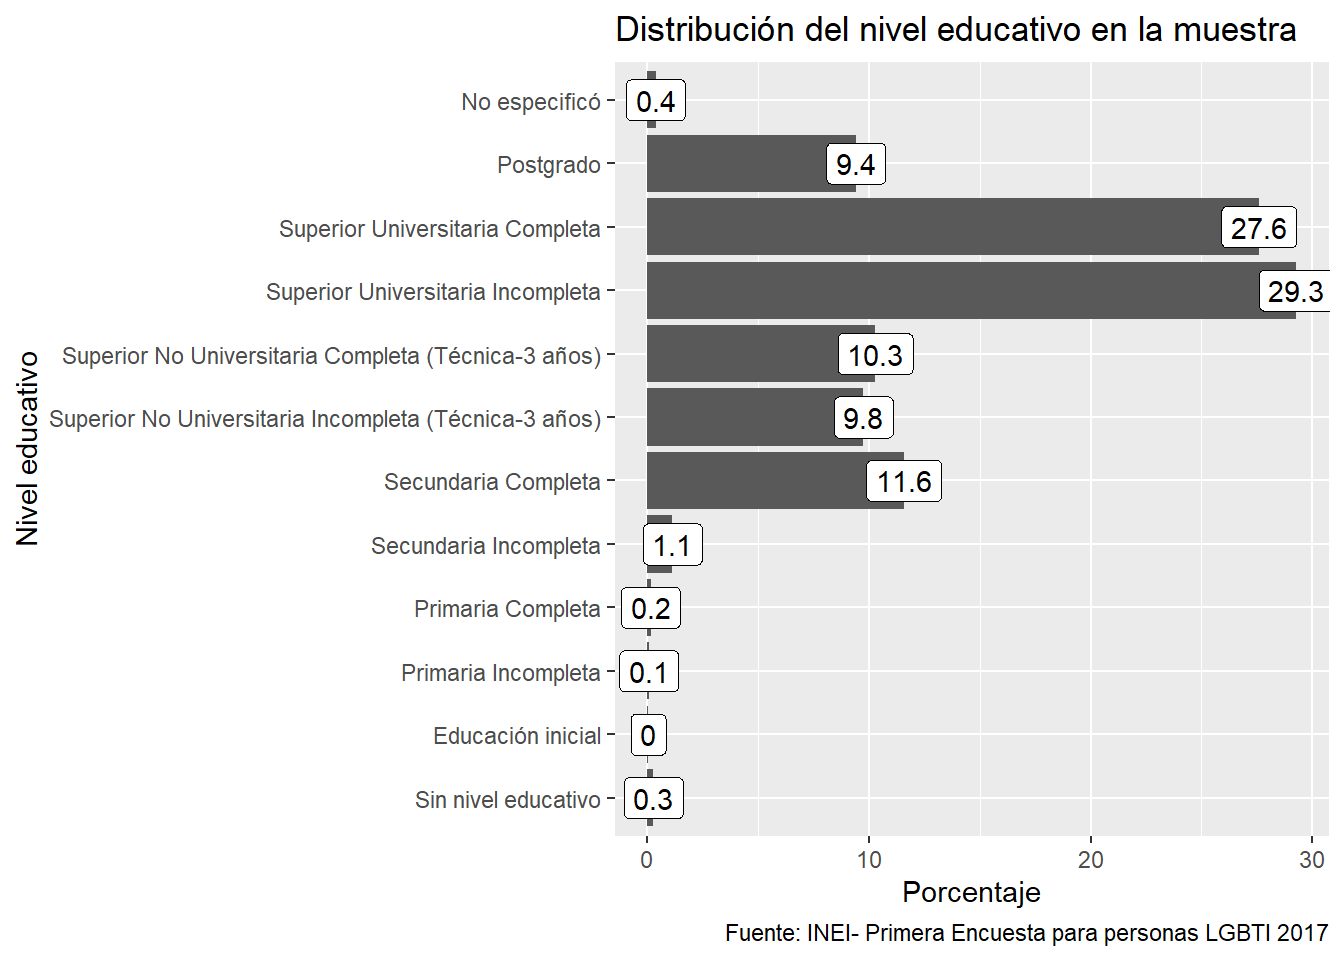 Distribución del nivel educativo en la muestra
Nivel educativo
No especificó
0.4
Postgrado
9.4
Superior Universitaria Completa
27.6
Superior Universitaria Incompleta
29.3
Superior No Universitaria Completa (Técnica-3 años)
10.3
Superior No Universitaria Incompleta (Técnica-3 años)
9.8
Secundaria Completa
11.6
Secundaria Incompleta
1.1
Primaria Completa
0.2
Primaria Incompleta
0.1
Educación inicial
0
Sin nivel educativo
0.3
0 10 20 30
Porcentaje
Fuente: INEI- Primera Encuesta para personas LGBTI 2017